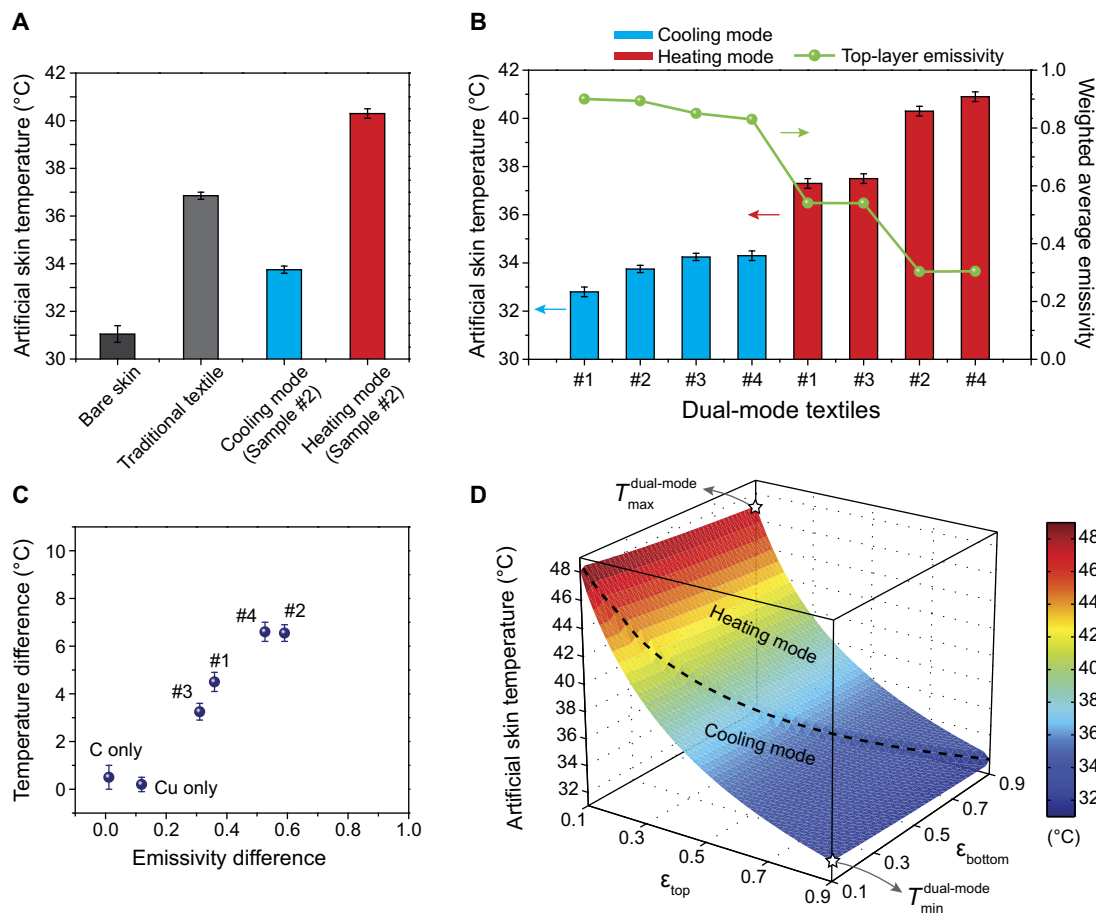 A
Artificial skin temperature (°C)
42
40
38
36
34
32
30
Bare skin
Traditional textile
Cooling mode
(Sample #2)
Heating mode
(Sample #2)
B
Cooling mode
Heating mode
Top-layer emissivity
Artificial skin temperature (°C)
42
40
38
36
34
32
30
1.0
0.8
0.6
0.4
0.2
0.0
Weighted average emissivity
#1 #2 #3 #4 #1 #3 #2 #4
Dual-mode textiles
C
Temperature difference (°C)
10
8
6
4
2
0
#4 #2
#1
#3
C only
Cu only
0.0 0.2 0.4 0.6 0.8 1.0
Emissivity difference
D
T max dual-mode
Artificial skin temperature (°C)
48
46
44
42
40
38
36
34
32
Heating mode
Cooling mode
0.1 0.3 0.5 0.7 0.9
ε top
0.1 0.3 0.5 0.7 0.9
ε bottom
T min dual-mode
48
46
44
42
40
38
36
34
32
(°C)